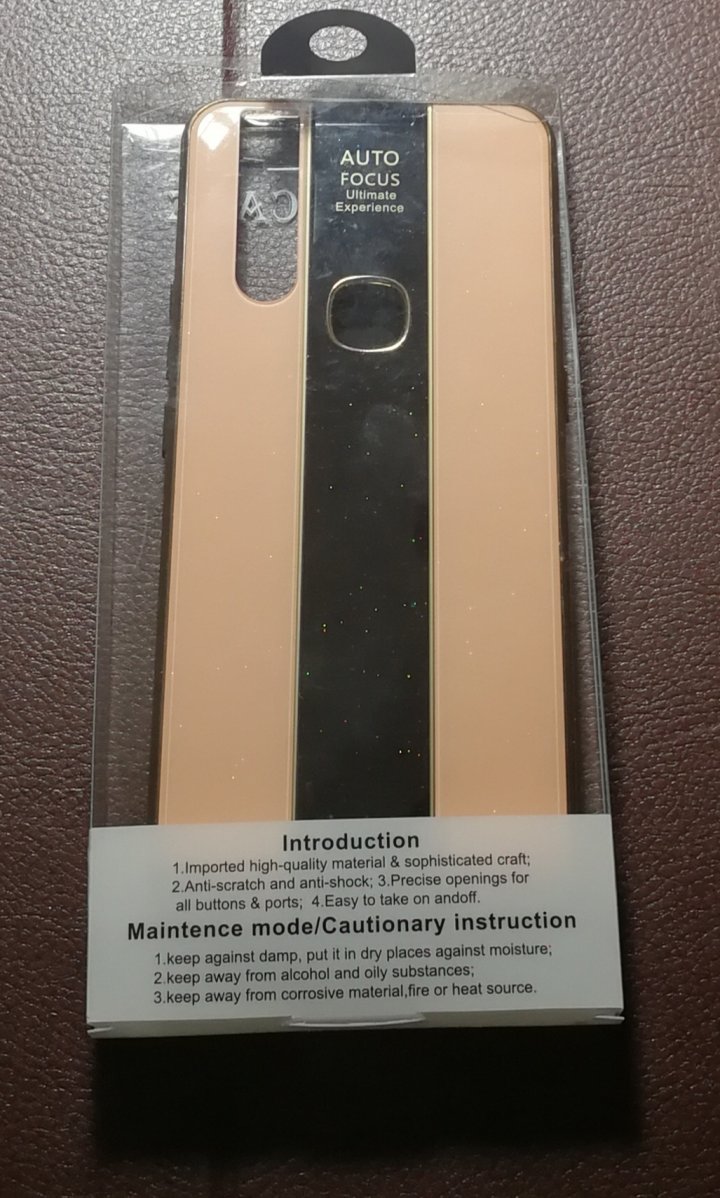 AUTO
FOCUS
Ultimate
Experience
CA
Introduction
1.Imported high-quality material & sophisticated craft;
2.Anti-scratch and anti-shock; 3.Precise openings for
all buttons & ports; 4.Easy to take on andoff.
Maintence mode/Cautionary instruction
1.keep against damp, put it in dry places against moisture;
2.keep away from alcohol and oily substances;
3.keep away from corrosive material,fire or heat source.